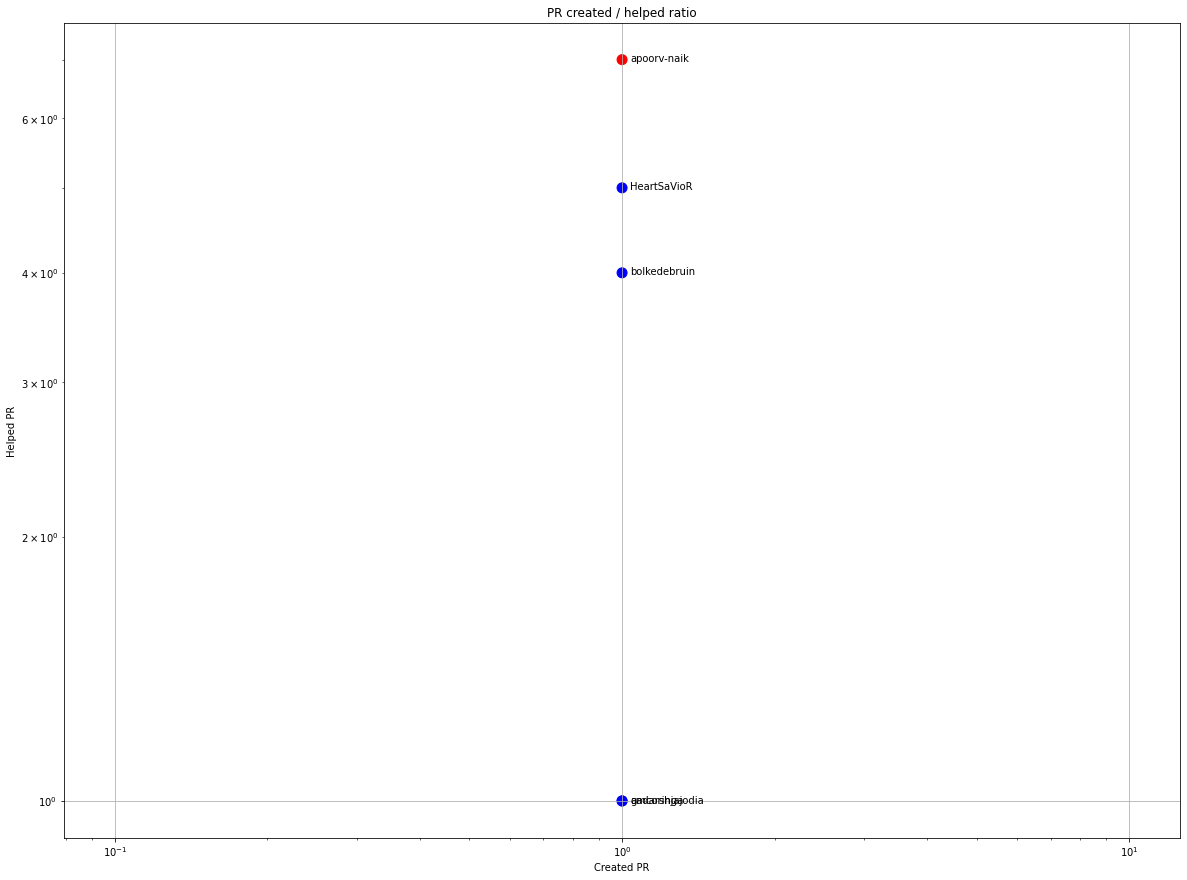 PR created / helped ratio
apoorv-naik
6 × 10⁰
HeartSaVioR
4 × 10⁰
bolkedebruin
3 × 10⁰
Helped PR
2 × 10⁰
10⁰
10⁻¹
10⁰
10¹
Created PR